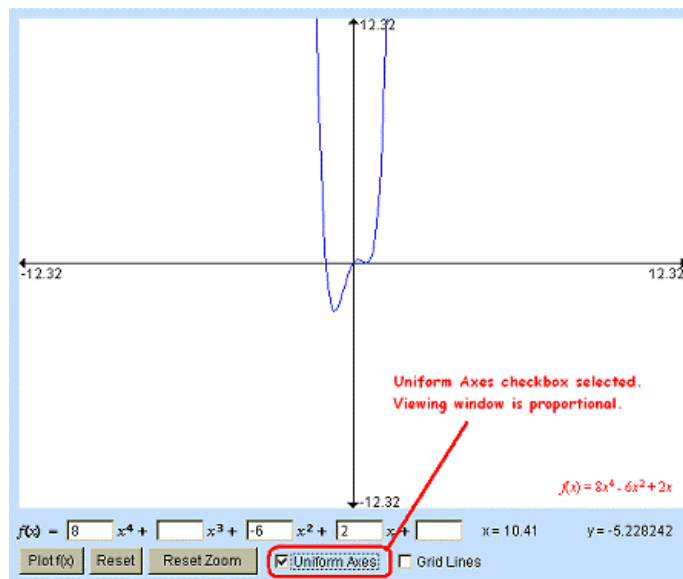 12.32
-12.32 12.32
Uniform Axes checkbox selected.
Viewing window is proportional.
f(x) = 8x⁴ - 6x² + 2x
-12.32
f(x) = 8 x⁴ + x³ + -6 x² + 2 x + x = 10.41 y = -5.228242
Plot f(x) Reset Reset Zoom Uniform Axes Grid Lines